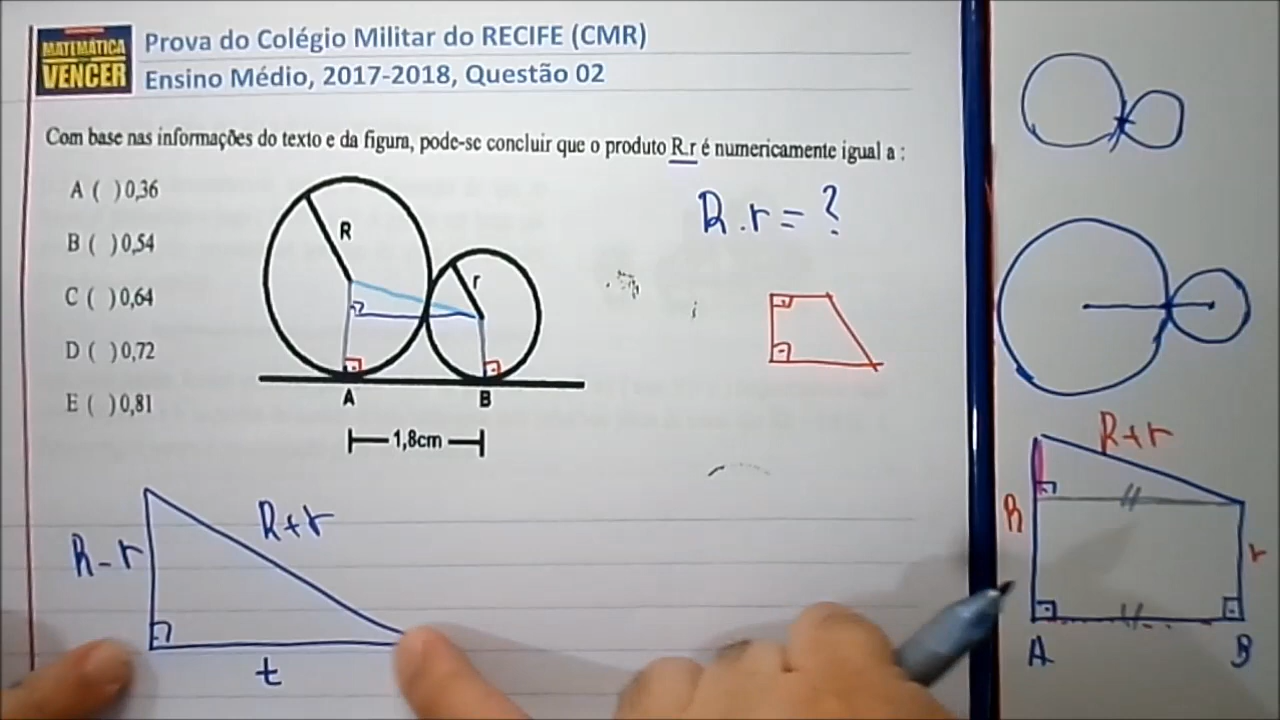 MATEMÁTICA
VENCER
Prova do Colégio Militar do RECIFE (CMR)
Ensino Médio, 2017-2018, Questão 02
Com base nas informações do texto e da figura, pode-se concluir que o produto R.r é numericamente igual a :
A ( ) 0,36
B ( ) 0,54
C ( ) 0,64
D ( ) 0,72
E ( ) 0,81
R
r
A
B
1,8cm
R.r = ?
R - r
R+r
t
R+r
R
r
A
B